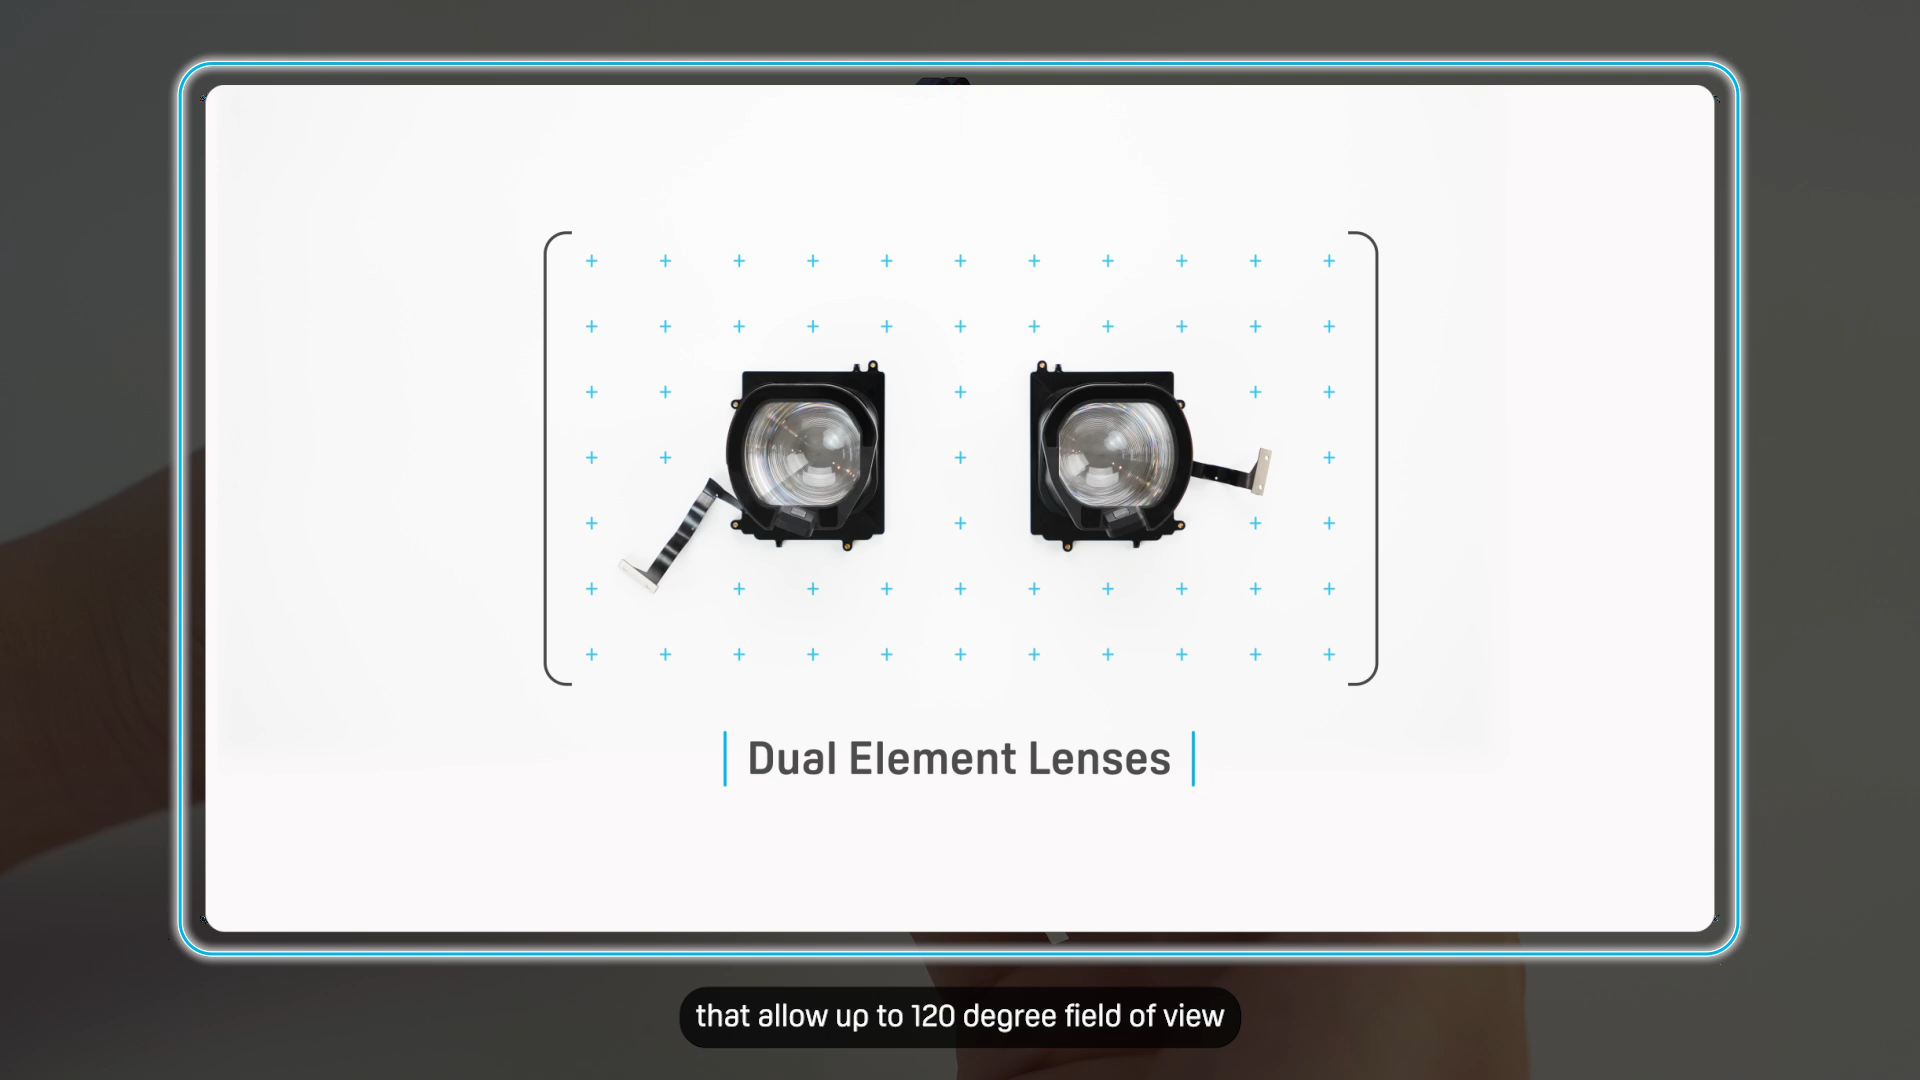 Dual Element Lenses
that allow up to 120 degree field of view